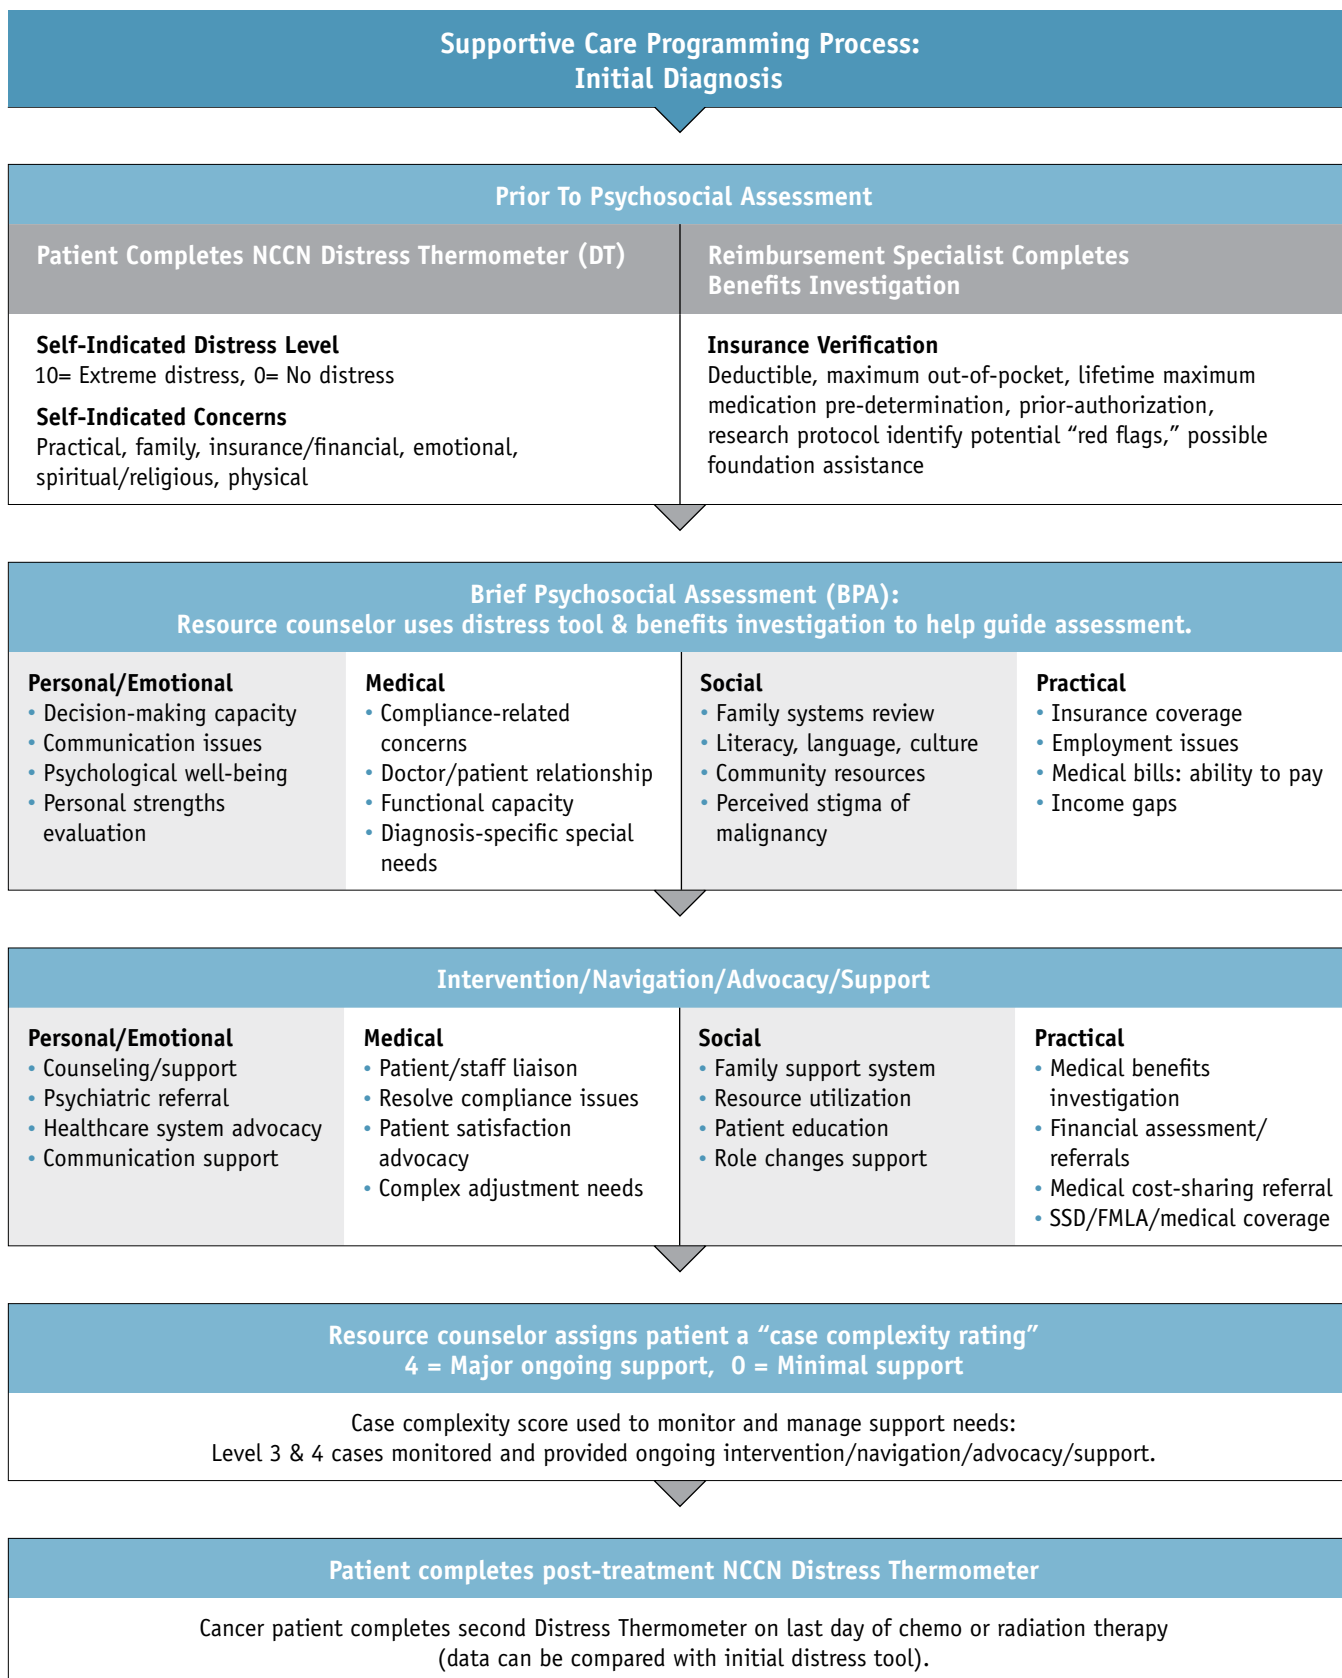 Supportive Care Programming Process:
Initial Diagnosis
Prior To Psychosocial Assessment
Patient Completes NCCN Distress Thermometer (DT)
Self-Indicated Distress Level
10= Extreme distress, 0= No distress
Self-Indicated Concerns
Practical, family, insurance/financial, emotional,
spiritual/religious, physical
Reimbursement Specialist Completes
Benefits Investigation
Insurance Verification
Deductible, maximum out-of-pocket, lifetime maximum
medication pre-determination, prior-authorization,
research protocol identify potential “red flags,” possible
foundation assistance
Brief Psychosocial Assessment (BPA):
Resource counselor uses distress tool & benefits investigation to help guide assessment.
Personal/Emotional
• Decision-making capacity
• Communication issues
• Psychological well-being
• Personal strengths
evaluation
Medical
• Compliance-related
concerns
• Doctor/patient relationship
• Functional capacity
• Diagnosis-specific special
needs
Social
• Family systems review
• Literacy, language, culture
• Community resources
• Perceived stigma of
malignancy
Practical
• Insurance coverage
• Employment issues
• Medical bills: ability to pay
• Income gaps
Intervention/Navigation/Advocacy/Support
Personal/Emotional
• Counseling/support
• Psychiatric referral
• Healthcare system advocacy
• Communication support
Medical
• Patient/staff liaison
• Resolve compliance issues
• Patient satisfaction
advocacy
• Complex adjustment needs
Social
• Family support system
• Resource utilization
• Patient education
• Role changes support
Practical
• Medical benefits
investigation
• Financial assessment/
referrals
• Medical cost-sharing referral
• SSD/FMLA/medical coverage
Resource counselor assigns patient a “case complexity rating”
4 = Major ongoing support, 0 = Minimal support
Case complexity score used to monitor and manage support needs:
Level 3 & 4 cases monitored and provided ongoing intervention/navigation/advocacy/support.
Patient completes post-treatment NCCN Distress Thermometer
Cancer patient completes second Distress Thermometer on last day of chemo or radiation therapy
(data can be compared with initial distress tool).